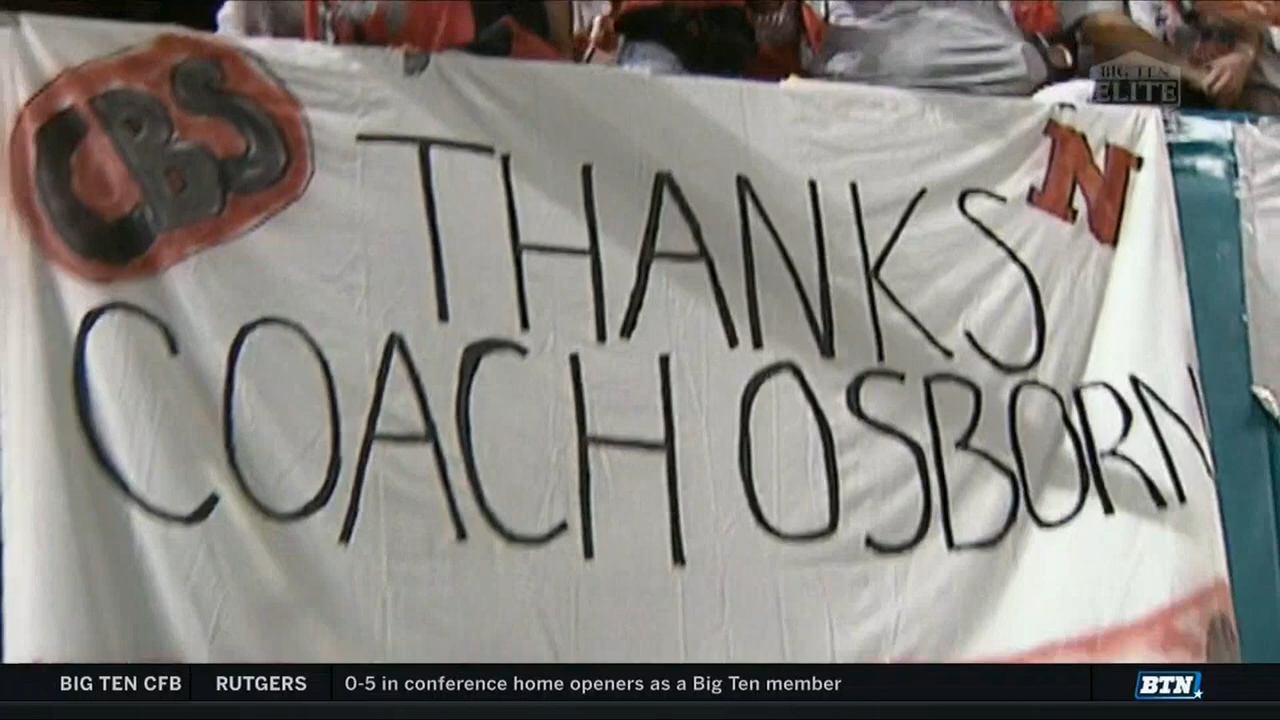 BIG TEN
ELITE
CBS
N
THANKS
COACH OSBORN
BIG TEN CFB RUTGERS 0-5 in conference home openers as a Big Ten member BTN